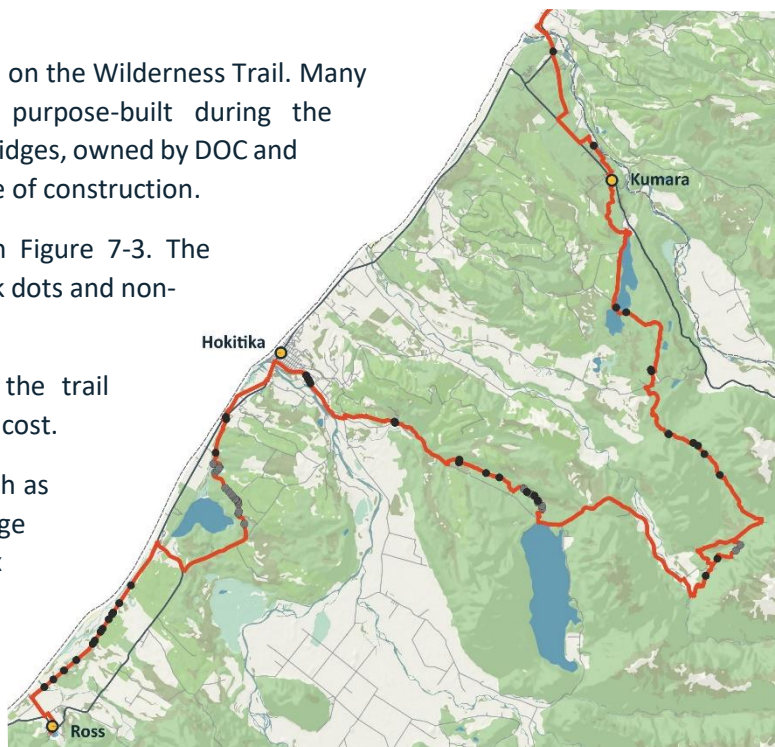 on the Wilderness Trail. Many
purpose-built during the
idges, owned by DOC and
e of construction.
n Figure 7-3. The
k dots and non-
the trail
cost.
h as
ge
Kumara
Hokitika
Ross